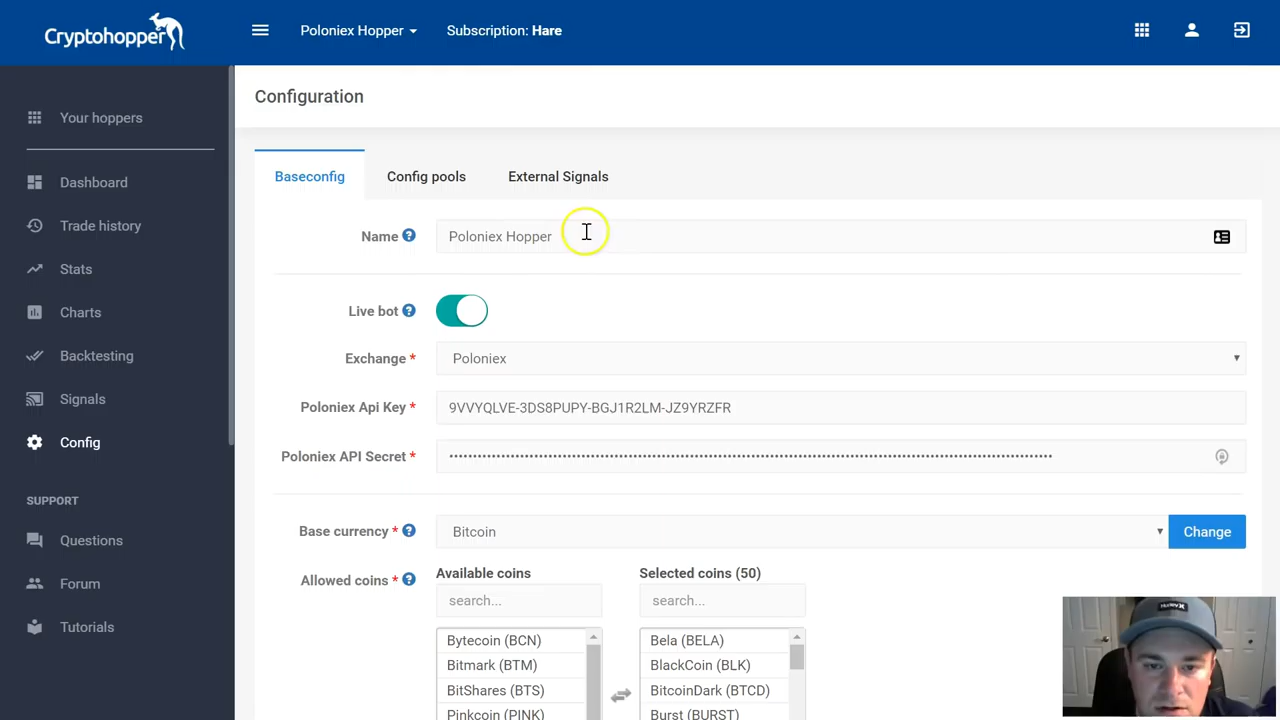 Cryptohopper
Poloniex Hopper
Subscription: Hare
Your hoppers
Dashboard
Trade history
Stats
Charts
Backtesting
Signals
Config
SUPPORT
Questions
Forum
Tutorials
Configuration
Baseconfig
Config pools
External Signals
Name
Poloniex Hopper
Live bot
Exchange *
Poloniex
Poloniex Api Key *
9VVYQLVE-3DS8PUPY-BGJ1R2LM-JZ9YRZFR
Poloniex API Secret *
Base currency *
Bitcoin
Change
Allowed coins *
Available coins
search...
Bytecoin (BCN)
Bitmark (BTM)
BitShares (BTS)
Pinkcoin (PINK)
Selected coins (50)
search...
Bela (BELA)
BlackCoin (BLK)
BitcoinDark (BTCD)
Burst (BURST)